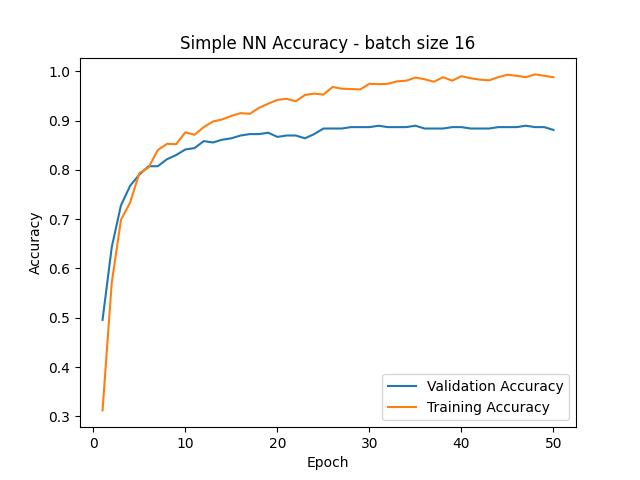 Simple NN Accuracy - batch size 16
1.0
0.9
0.8
0.7
0.6
0.5
0.4
0.3
Accuracy
Validation Accuracy
Training Accuracy
0 10 20 30 40 50
Epoch